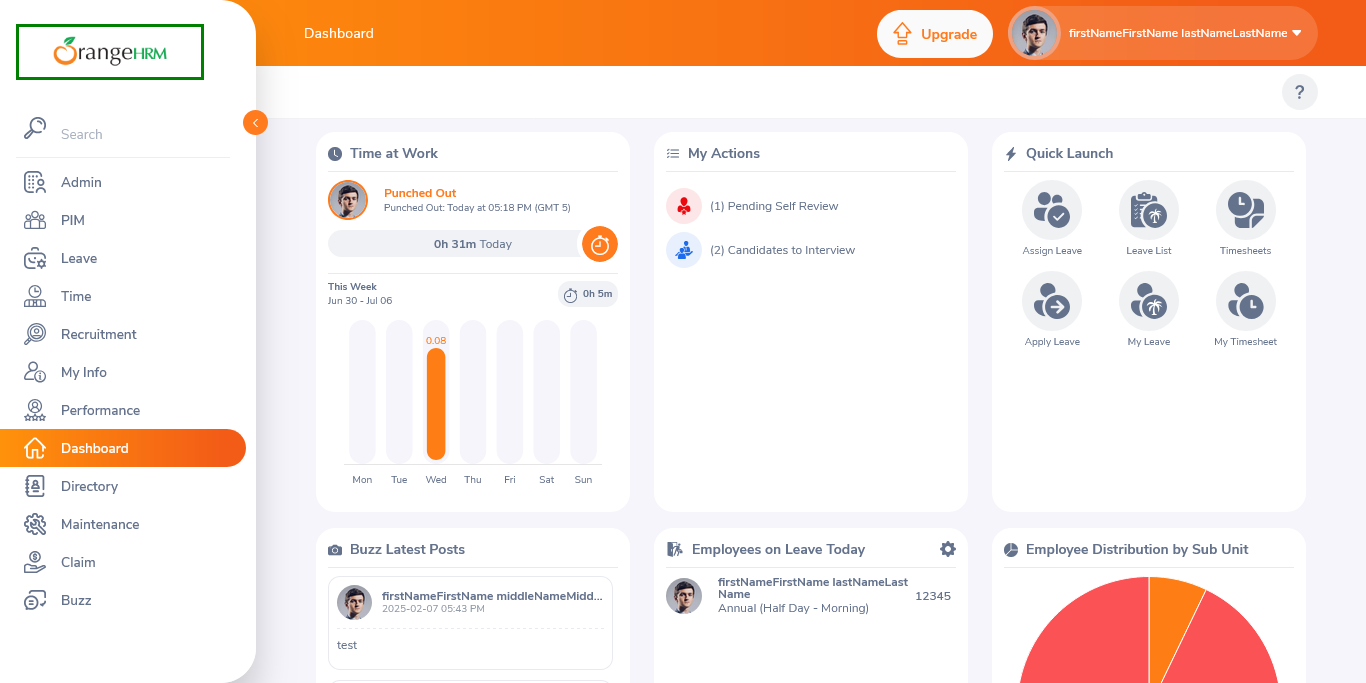 OrangeHRM
Dashboard
Upgrade
firstNameFirstName lastNameLastName
?
Search
Admin
PIM
Leave
Time
Recruitment
My Info
Performance
Dashboard
Directory
Maintenance
Claim
Buzz
Time at Work
Punched Out
Punched Out: Today at 05:18 PM (GMT 5)
0h 31m Today
This Week
Jun 30 - Jul 06
0h 5m
0.08
Mon Tue Wed Thu Fri Sat Sun
My Actions
(1) Pending Self Review
(2) Candidates to Interview
Quick Launch
Assign Leave
Leave List
Timesheets
Apply Leave
My Leave
My Timesheet
Buzz Latest Posts
firstNameFirstName middleNameMidd...
2025-02-07 05:43 PM
test
Employees on Leave Today
firstNameFirstName lastNameLast
Name
Annual (Half Day - Morning)
12345
Employee Distribution by Sub Unit